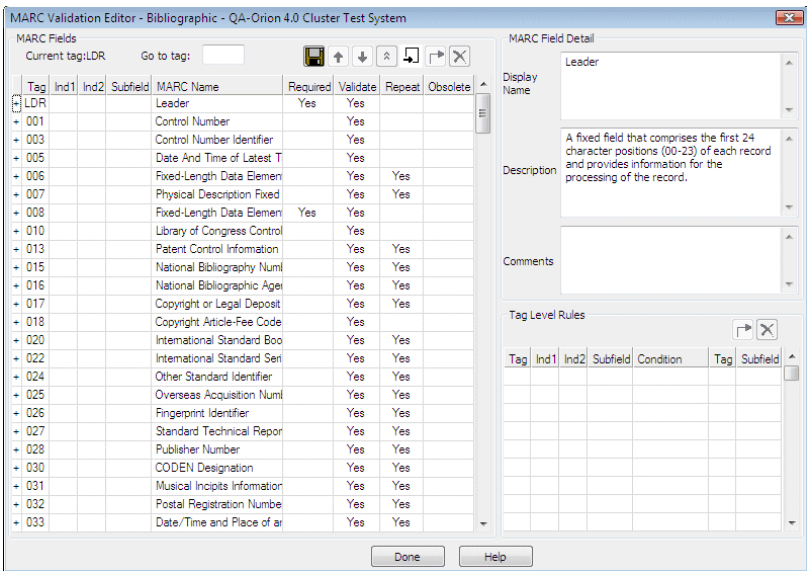 MARC Validation Editor - Bibliographic - QA-Orion 4.0 Cluster Test System
MARC Fields
Current tag:LDR Go to tag:
Tag Ind1 Ind2 Subfield MARC Name Required Validate Repeat Obsolete
+ LDR Leader Yes Yes
+ 001 Control Number Yes
+ 003 Control Number Identifier Yes
+ 005 Date And Time of Latest T Yes
+ 006 Fixed-Length Data Elemen Yes Yes
+ 007 Physical Description Fixed Yes Yes
+ 008 Fixed-Length Data Elemen Yes Yes
+ 010 Library of Congress Control Yes
+ 013 Patent Control Information Yes Yes
+ 015 National Bibliography Numb Yes Yes
+ 016 National Bibliographic Agen Yes Yes
+ 017 Copyright or Legal Deposit Yes Yes
+ 018 Copyright Article-Fee Code Yes
+ 020 International Standard Boo Yes Yes
+ 022 International Standard Seri Yes Yes
+ 024 Other Standard Identifier Yes Yes
+ 025 Overseas Acquisition Numb Yes Yes
+ 026 Fingerprint Identifier Yes Yes
+ 027 Standard Technical Repor Yes Yes
+ 028 Publisher Number Yes Yes
+ 030 CODEN Designation Yes Yes
+ 031 Musical Incipits Information Yes Yes
+ 032 Postal Registration Numbe Yes Yes
+ 033 Date/Time and Place of an Yes Yes
MARC Field Detail
Display
Name
Leader
Description
A fixed field that comprises the first 24
character positions (00-23) of each record
and provides information for the
processing of the record.
Comments
Tag Level Rules
Tag Ind1 Ind2 Subfield Condition Tag Subfield
Done Help